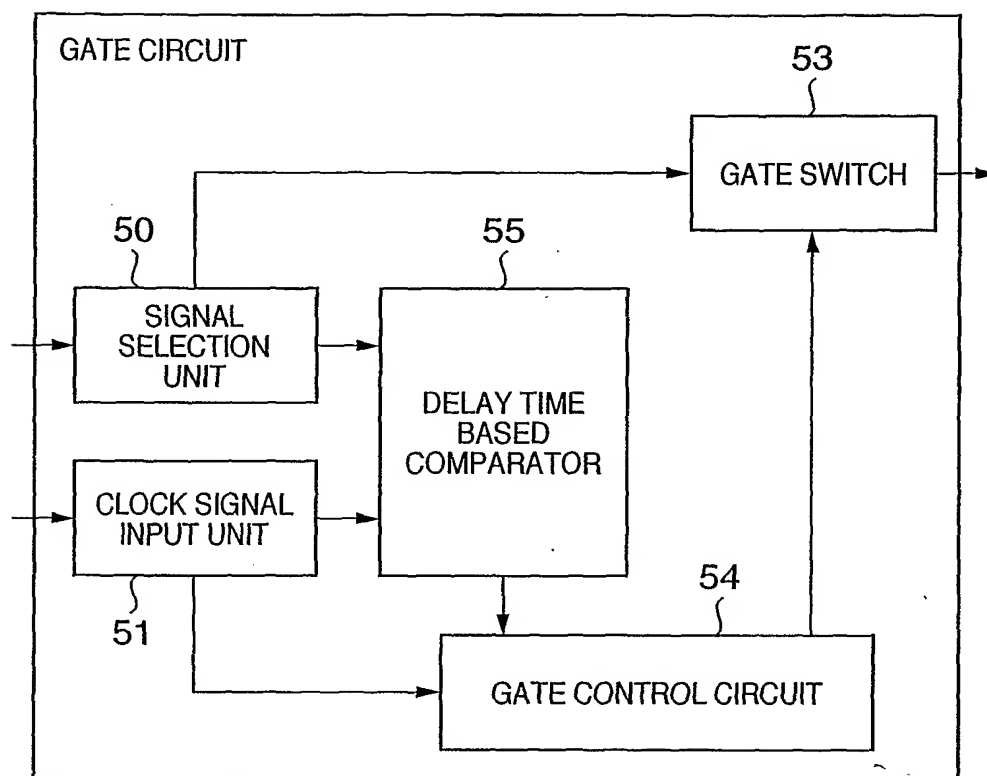 GATE CIRCUIT
53
GATE SWITCH
50
55
SIGNAL
SELECTION
UNIT
DELAY TIME
BASED
COMPARATOR
CLOCK SIGNAL
INPUT UNIT
51
54
GATE CONTROL CIRCUIT